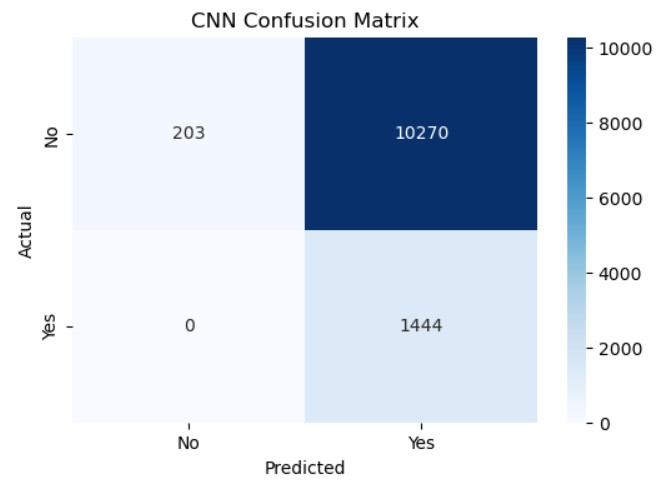 CNN Confusion Matrix
10000
8000
6000
4000
2000
0
Actual
No
Yes
203
10270
0
1444
No
Yes
Predicted